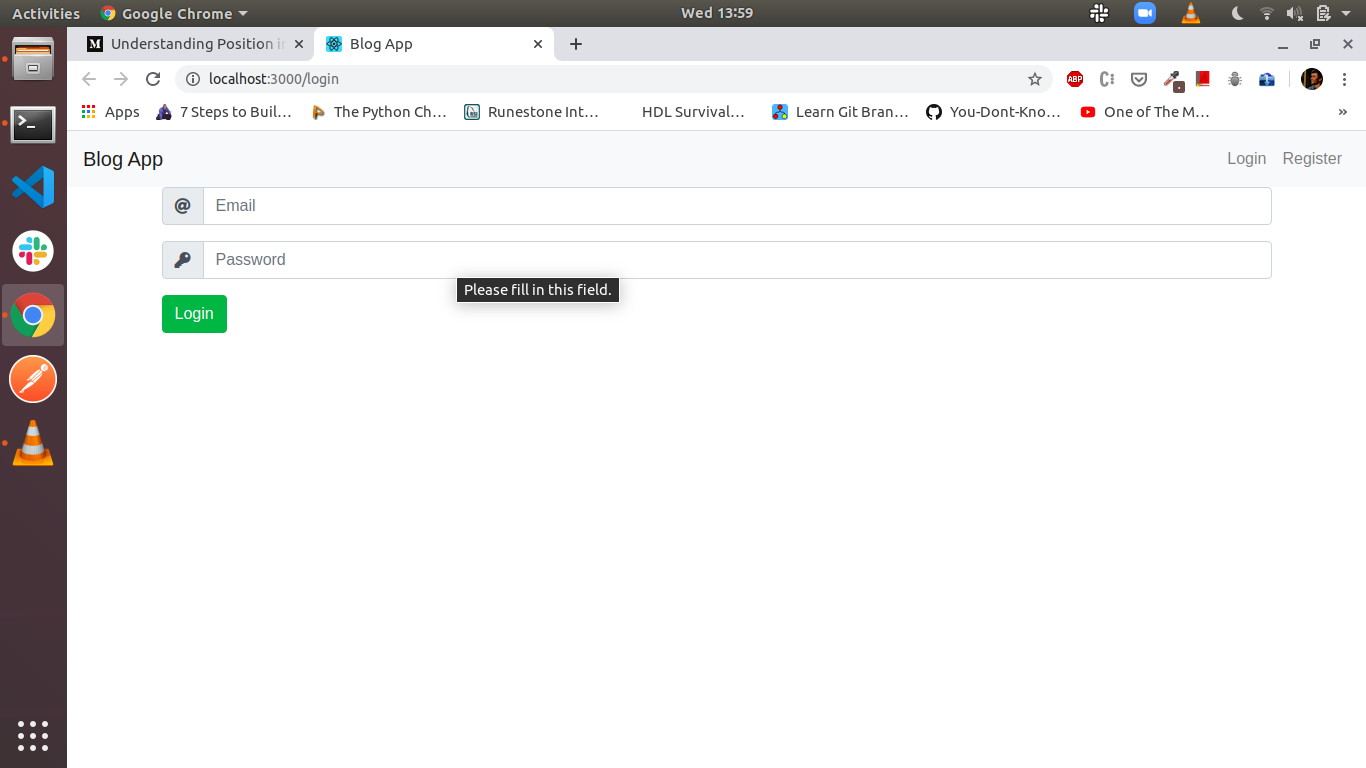 Activities Google Chrome Wed 13:59
Understanding Position in Blog App
localhost:3000/login
Apps 7 Steps to Buil... The Python Ch... Runestone Int... HDL Survival... Learn Git Bran... You-Dont-Kno... One of The M... »
Blog App Login Register
@ Email
Password
Please fill in this field.
Login